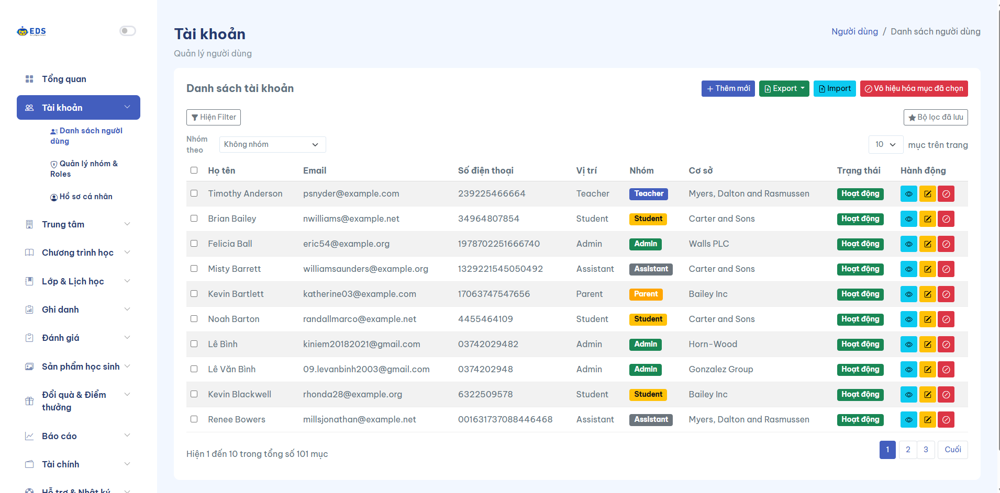 EDS
Tổng quan
Tài khoản
Danh sách người
dùng
Quản lý nhóm &
Roles
Hồ sơ cá nhân
Trung tâm
Chương trình học
Lớp & Lịch học
Ghi danh
Đánh giá
Sản phẩm học sinh
Đổi quà & Điểm
thưởng
Báo cáo
Tài chính
Hỗ trợ & Nhật ký
Tài khoản
Quản lý người dùng
Người dùng / Danh sách người dùng
Danh sách tài khoản
Thêm mới Export Import Vô hiệu hóa mục đã chọn
Hiện Filter Bộ lọc đã lưu
Nhóm
theo
Không nhóm 10 mục trên trang
Họ tên Email Số điện thoại Vị trí Nhóm Cơ sở Trạng thái Hành động
Timothy Anderson psnyder@example.com 239225466664 Teacher Teacher Myers, Dalton and Rasmussen Hoạt động
Brian Bailey nwilliams@example.net 34964807854 Student Student Carter and Sons Hoạt động
Felicia Ball eric54@example.org 1978702251666740 Admin Admin Walls PLC Hoạt động
Misty Barrett williamsaunders@example.org 1329221545050492 Assistant Assistant Carter and Sons Hoạt động
Kevin Bartlett katherine03@example.com 17063747547656 Parent Parent Bailey Inc Hoạt động
Noah Barton randallmarco@example.net 4455464109 Student Student Carter and Sons Hoạt động
Lê Bình kiniem20182021@gmail.com 03742029482 Admin Admin Horn-Wood Hoạt động
Lê Văn Bình 09.levanbinh2003@gmail.com 0374202948 Admin Admin Gonzalez Group Hoạt động
Kevin Blackwell rhonda28@example.org 6322509578 Student Student Bailey Inc Hoạt động
Renee Bowers millsjonathan@example.net 001631737088446468 Assistant Assistant Myers, Dalton and Rasmussen Hoạt động
Hiện 1 đến 10 trong tổng số 101 mục
1 2 3 Cuối